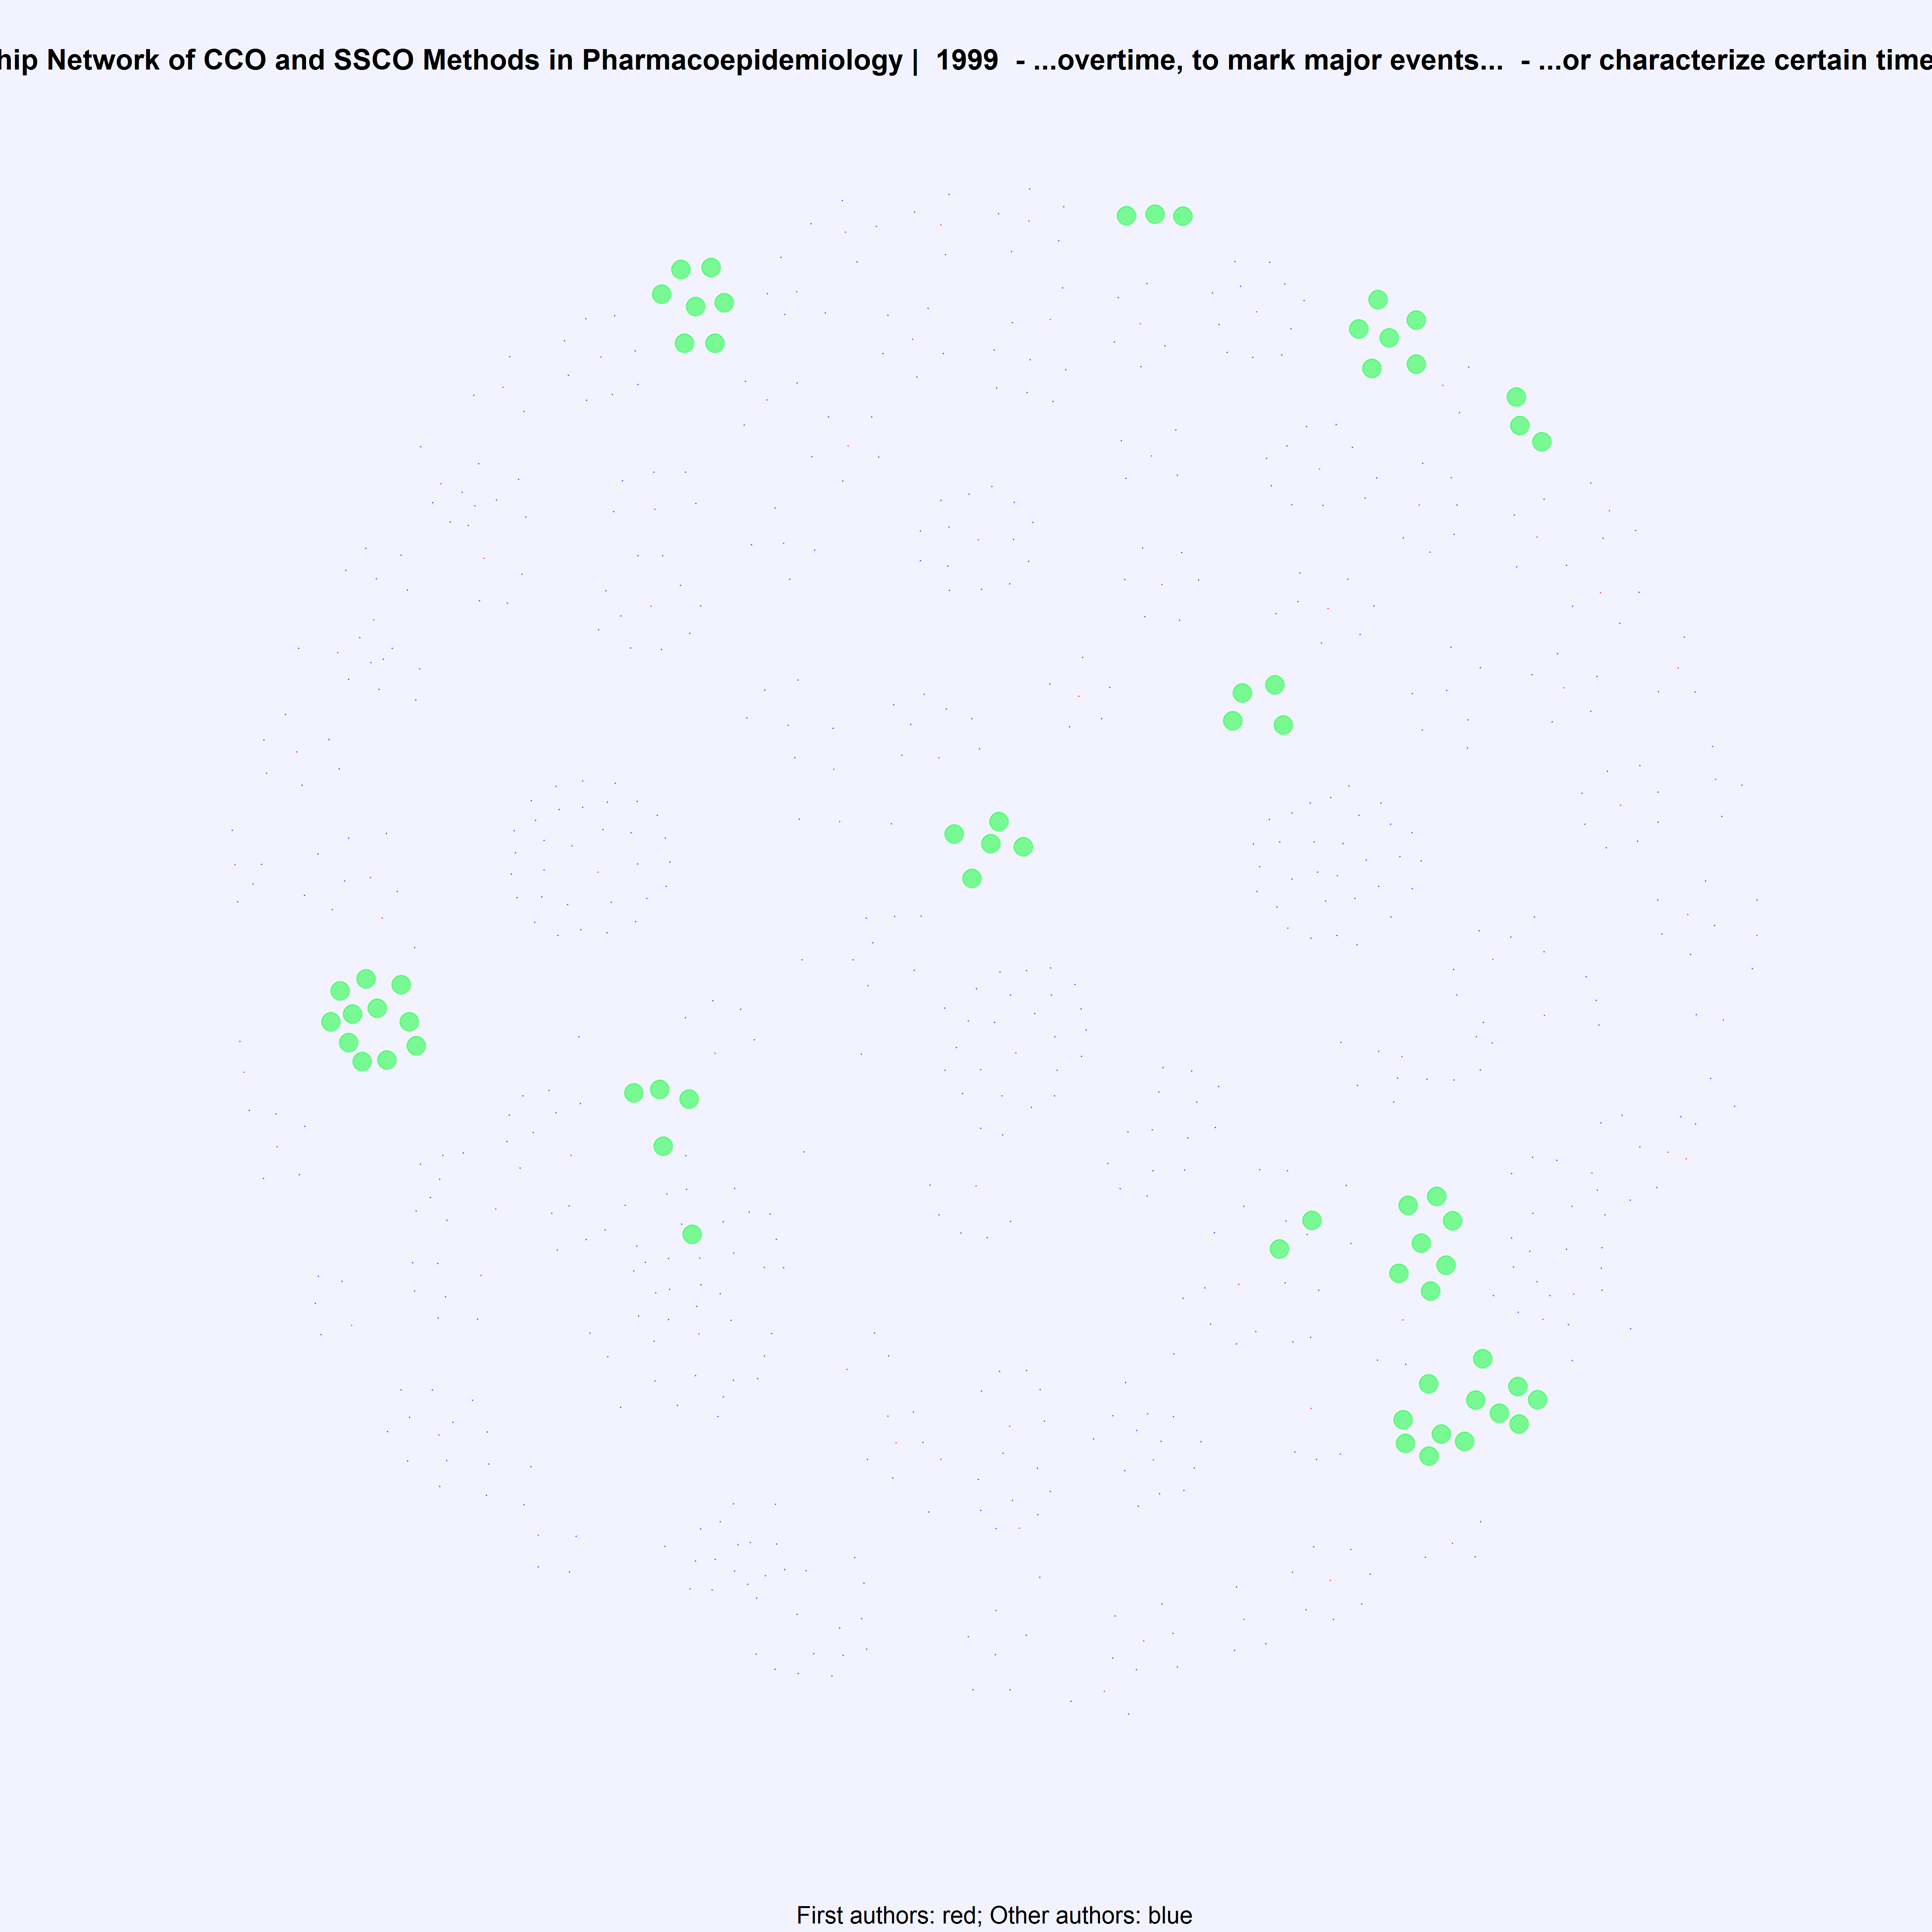 hip Network of CCO and SSCO Methods in Pharmacoepidemiology | 1999 - ...overtime, to mark major events... - ...or characterize certain time
First authors: red; Other authors: blue